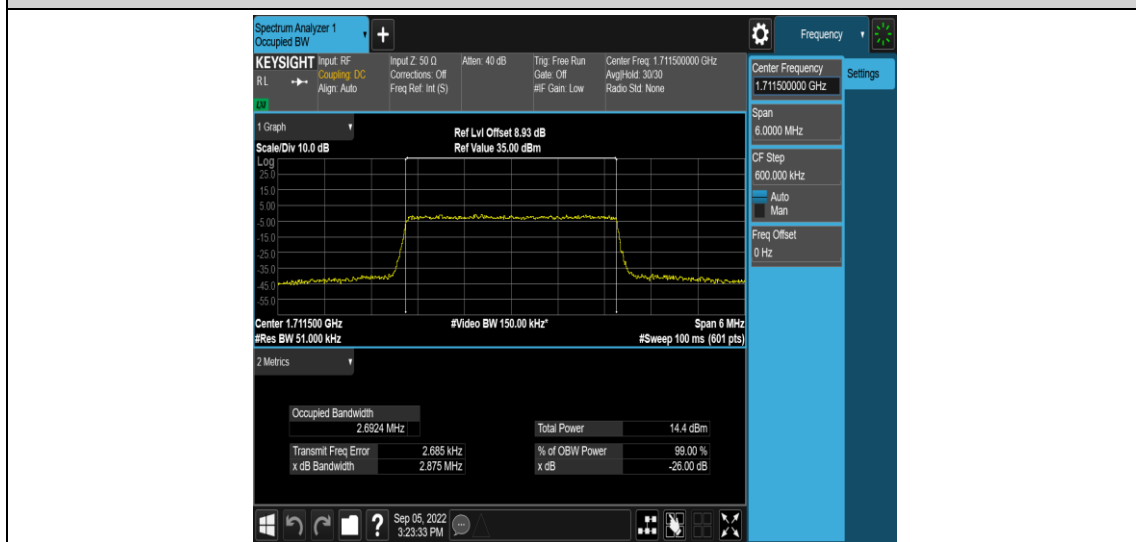 Spectrum Analyzer 1
Occupied BW
Frequency
KEYSIGHT Input: RF
R L
Coupling: DC
Align: Auto
LXI
Input Z: 50 Ω
Corrections: Off
Freq Ref: Int (S)
Atten: 40 dB
Trig: Free Run
Gate: Off
#IF Gain: Low
Center Freq: 1.711500000 GHz
Avg|Hold: 30/30
Radio Std: None
Center Frequency
1.711500000 GHz
Settings
Span
6.0000 MHz
CF Step
600.000 kHz
Auto
Man
Freq Offset
0 Hz
1 Graph
Scale/Div 10.0 dB
Ref Lvl Offset 8.93 dB
Ref Value 35.00 dBm
Log
25.0
15.0
5.00
-5.00
-15.0
-25.0
-35.0
-45.0
-55.0
Center 1.711500 GHz
#Res BW 51.000 kHz
#Video BW 150.00 kHz*
Span 6 MHz
#Sweep 100 ms (601 pts)
2 Metrics
Occupied Bandwidth
2.6924 MHz
Transmit Freq Error 2.685 kHz
x dB Bandwidth 2.875 MHz
Total Power 14.4 dBm
% of OBW Power 99.00 %
x dB -26.00 dB
?
Sep 05, 2022
3:23:33 PM